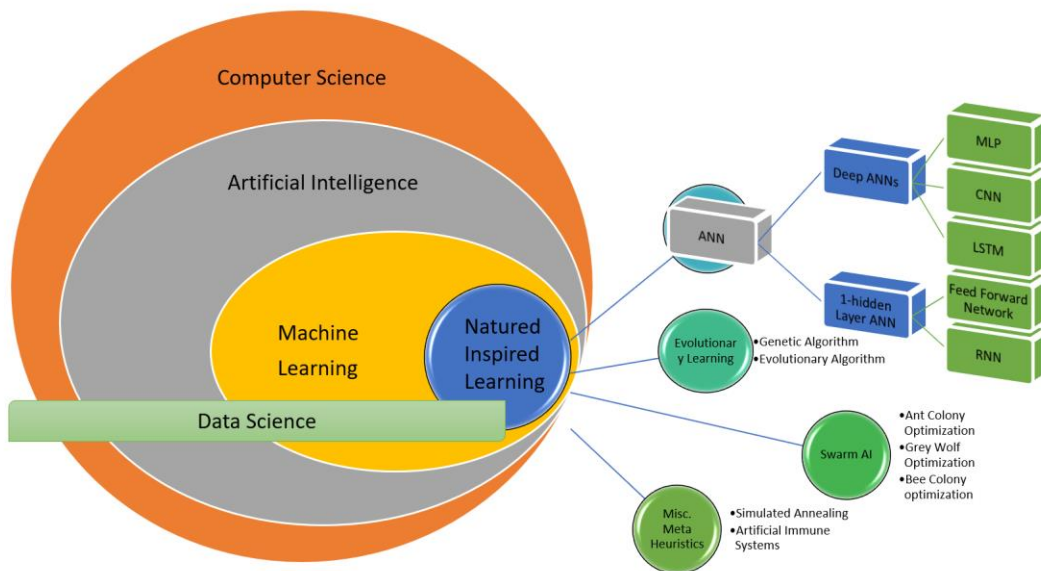 Computer Science
Artificial Intelligence
Machine
Learning
Natured
Inspired
Learning
Data Science
ANN
Deep ANNs
1-hidden
Layer ANN
MLP
CNN
LSTM
Feed Forward
Network
RNN
Evolutionar
y Learning
•Genetic Algorithm
•Evolutionary Algorithm
Swarm AI
•Ant Colony
Optimization
•Grey Wolf
Optimization
•Bee Colony
optimization
Misc.
Meta
Heuristics
•Simulated Annealing
•Artificial Immune
Systems